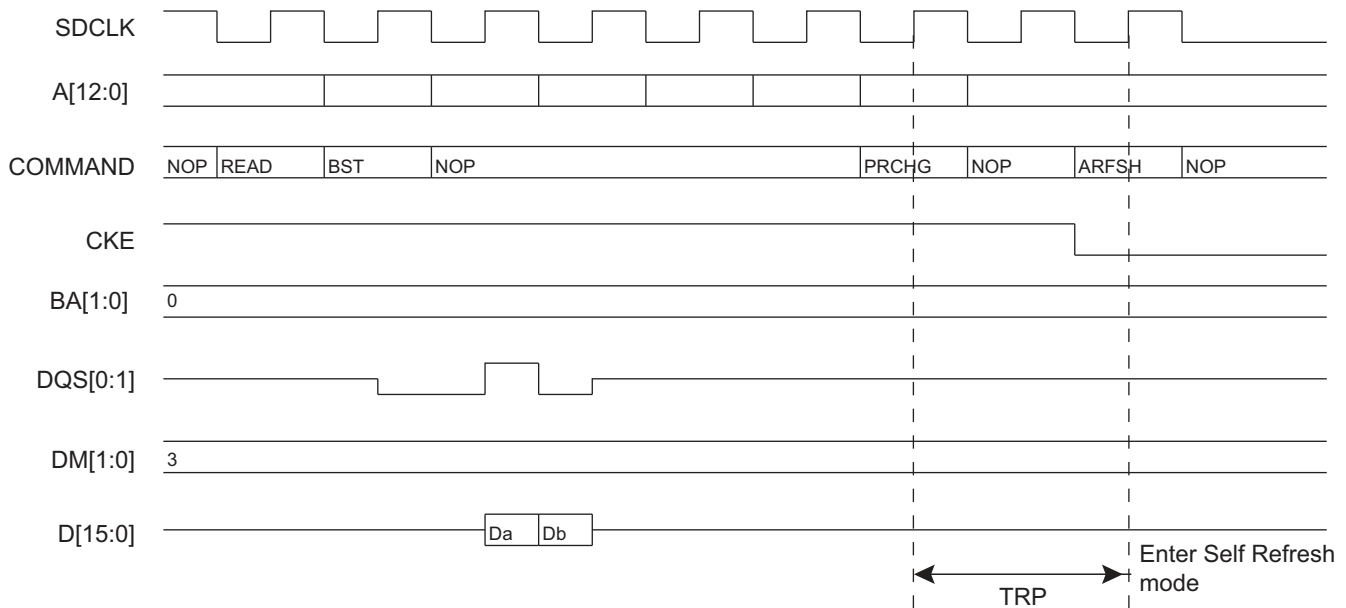 SDCLK
A[12:0]
COMMAND NOP READ BST NOP PRCHG NOP ARFSH NOP
CKE
BA[1:0] 0
DQS[0:1]
DM[1:0] 3
D[15:0] Da Db
Enter Self Refresh
mode
TRP